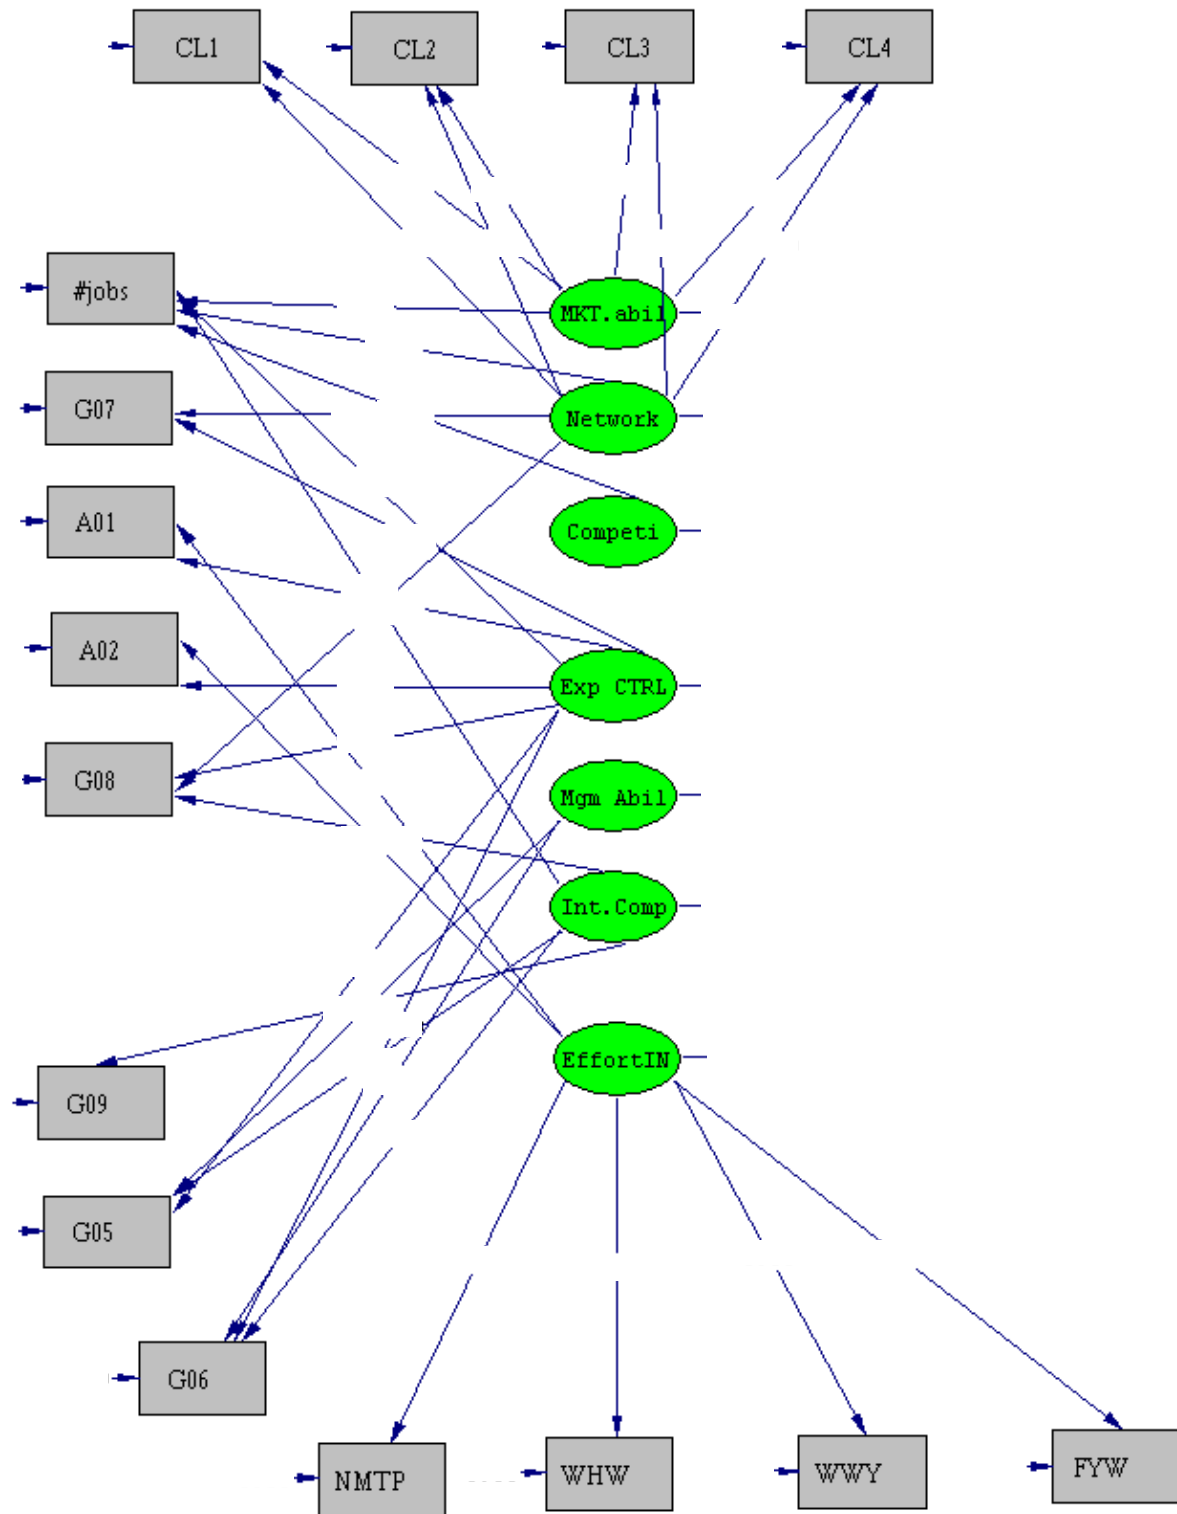 CL1
CL2
CL3
CL4
#jobs
MKT.abil
G07
Network
A01
Competi
A02
Exp CTRL
G08
Mgm Abil
Int.Comp
EffortIN
G09
G05
G06
NMTP
WHW
WWY
FYW